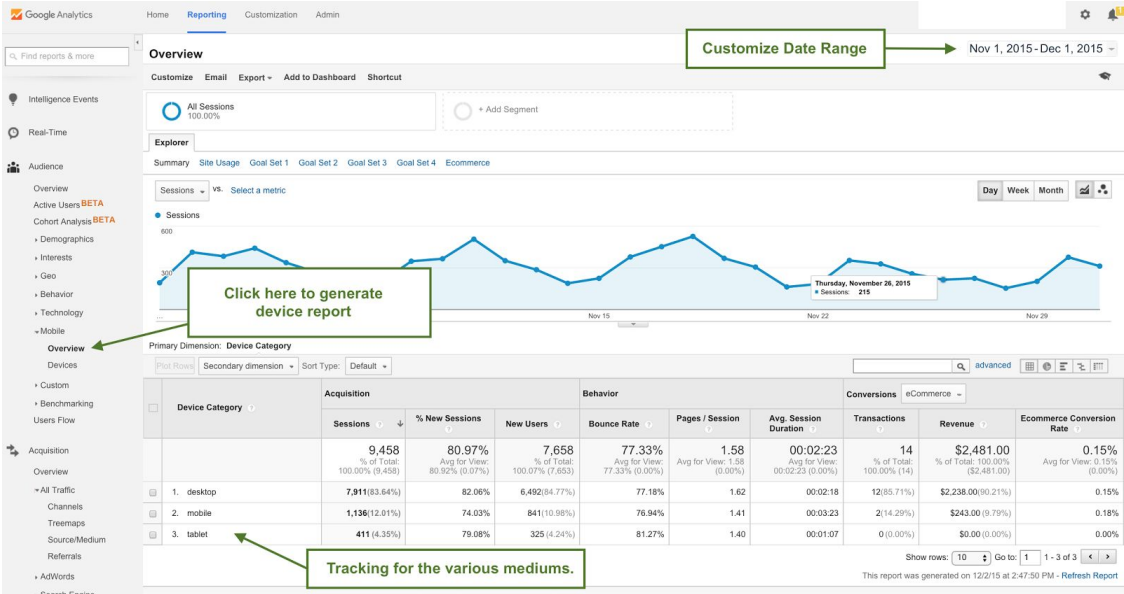 Google Analytics
Home Reporting Customization Admin
1
Find reports & more
Overview
Customize Date Range
Nov 1, 2015 - Dec 1, 2015
Customize Email Export Add to Dashboard Shortcut
Intelligence Events
Real-Time
Audience
Overview
Active Users BETA
Cohort Analysis BETA
Demographics
Interests
Geo
Behavior
Technology
Mobile
Overview
Devices
Custom
Benchmarking
Users Flow
Acquisition
Overview
All Traffic
Channels
Treemaps
Source/Medium
Referrals
AdWords
Search Engine
All Sessions
100.00%
+ Add Segment
Explorer
Summary Site Usage Goal Set 1 Goal Set 2 Goal Set 3 Goal Set 4 Ecommerce
Sessions VS. Select a metric
Day Week Month
Sessions
600
300
Click here to generate
device report
Thursday, November 26, 2015
Sessions: 215
... Nov 15 Nov 22 Nov 29
Primary Dimension: Device Category
Plot Rows Secondary dimension Sort Type: Default
advanced
Device Category
Acquisition Behavior Conversions eCommerce
Sessions % New Sessions New Users Bounce Rate Pages / Session Avg. Session Duration Transactions Revenue Ecommerce Conversion Rate
9,458 80.97% 7,658 77.33% 1.58 00:02:23 14 $2,481.00 0.15%
% of Total: Avg for View: % of Total: Avg for View: Avg for View: 1.58 Avg for View: % of Total: % of Total: 100.00% Avg for View: 0.15%
100.00% (9,458) 80.92% (0.07%) 100.07% (7,653) 77.33% (0.00%) (0.00%) 00:02:23 (0.00%) 100.00% (14) ($2,481.00) (0.00%)
1. desktop 7,911(83.64%) 82.06% 6,492(84.77%) 77.18% 1.62 00:02:18 12(85.71%) $2,238.00(90.21%) 0.15%
2. mobile 1,136(12.01%) 74.03% 841(10.98%) 76.94% 1.41 00:03:23 2(14.29%) $243.00 (9.79%) 0.18%
3. tablet 411 (4.35%) 79.08% 325 (4.24%) 81.27% 1.40 00:01:07 0(0.00%) $0.00 (0.00%) 0.00%
Tracking for the various mediums.
Show rows: 10 Go to: 1 1 - 3 of 3
This report was generated on 12/2/15 at 2:47:50 PM - Refresh Report